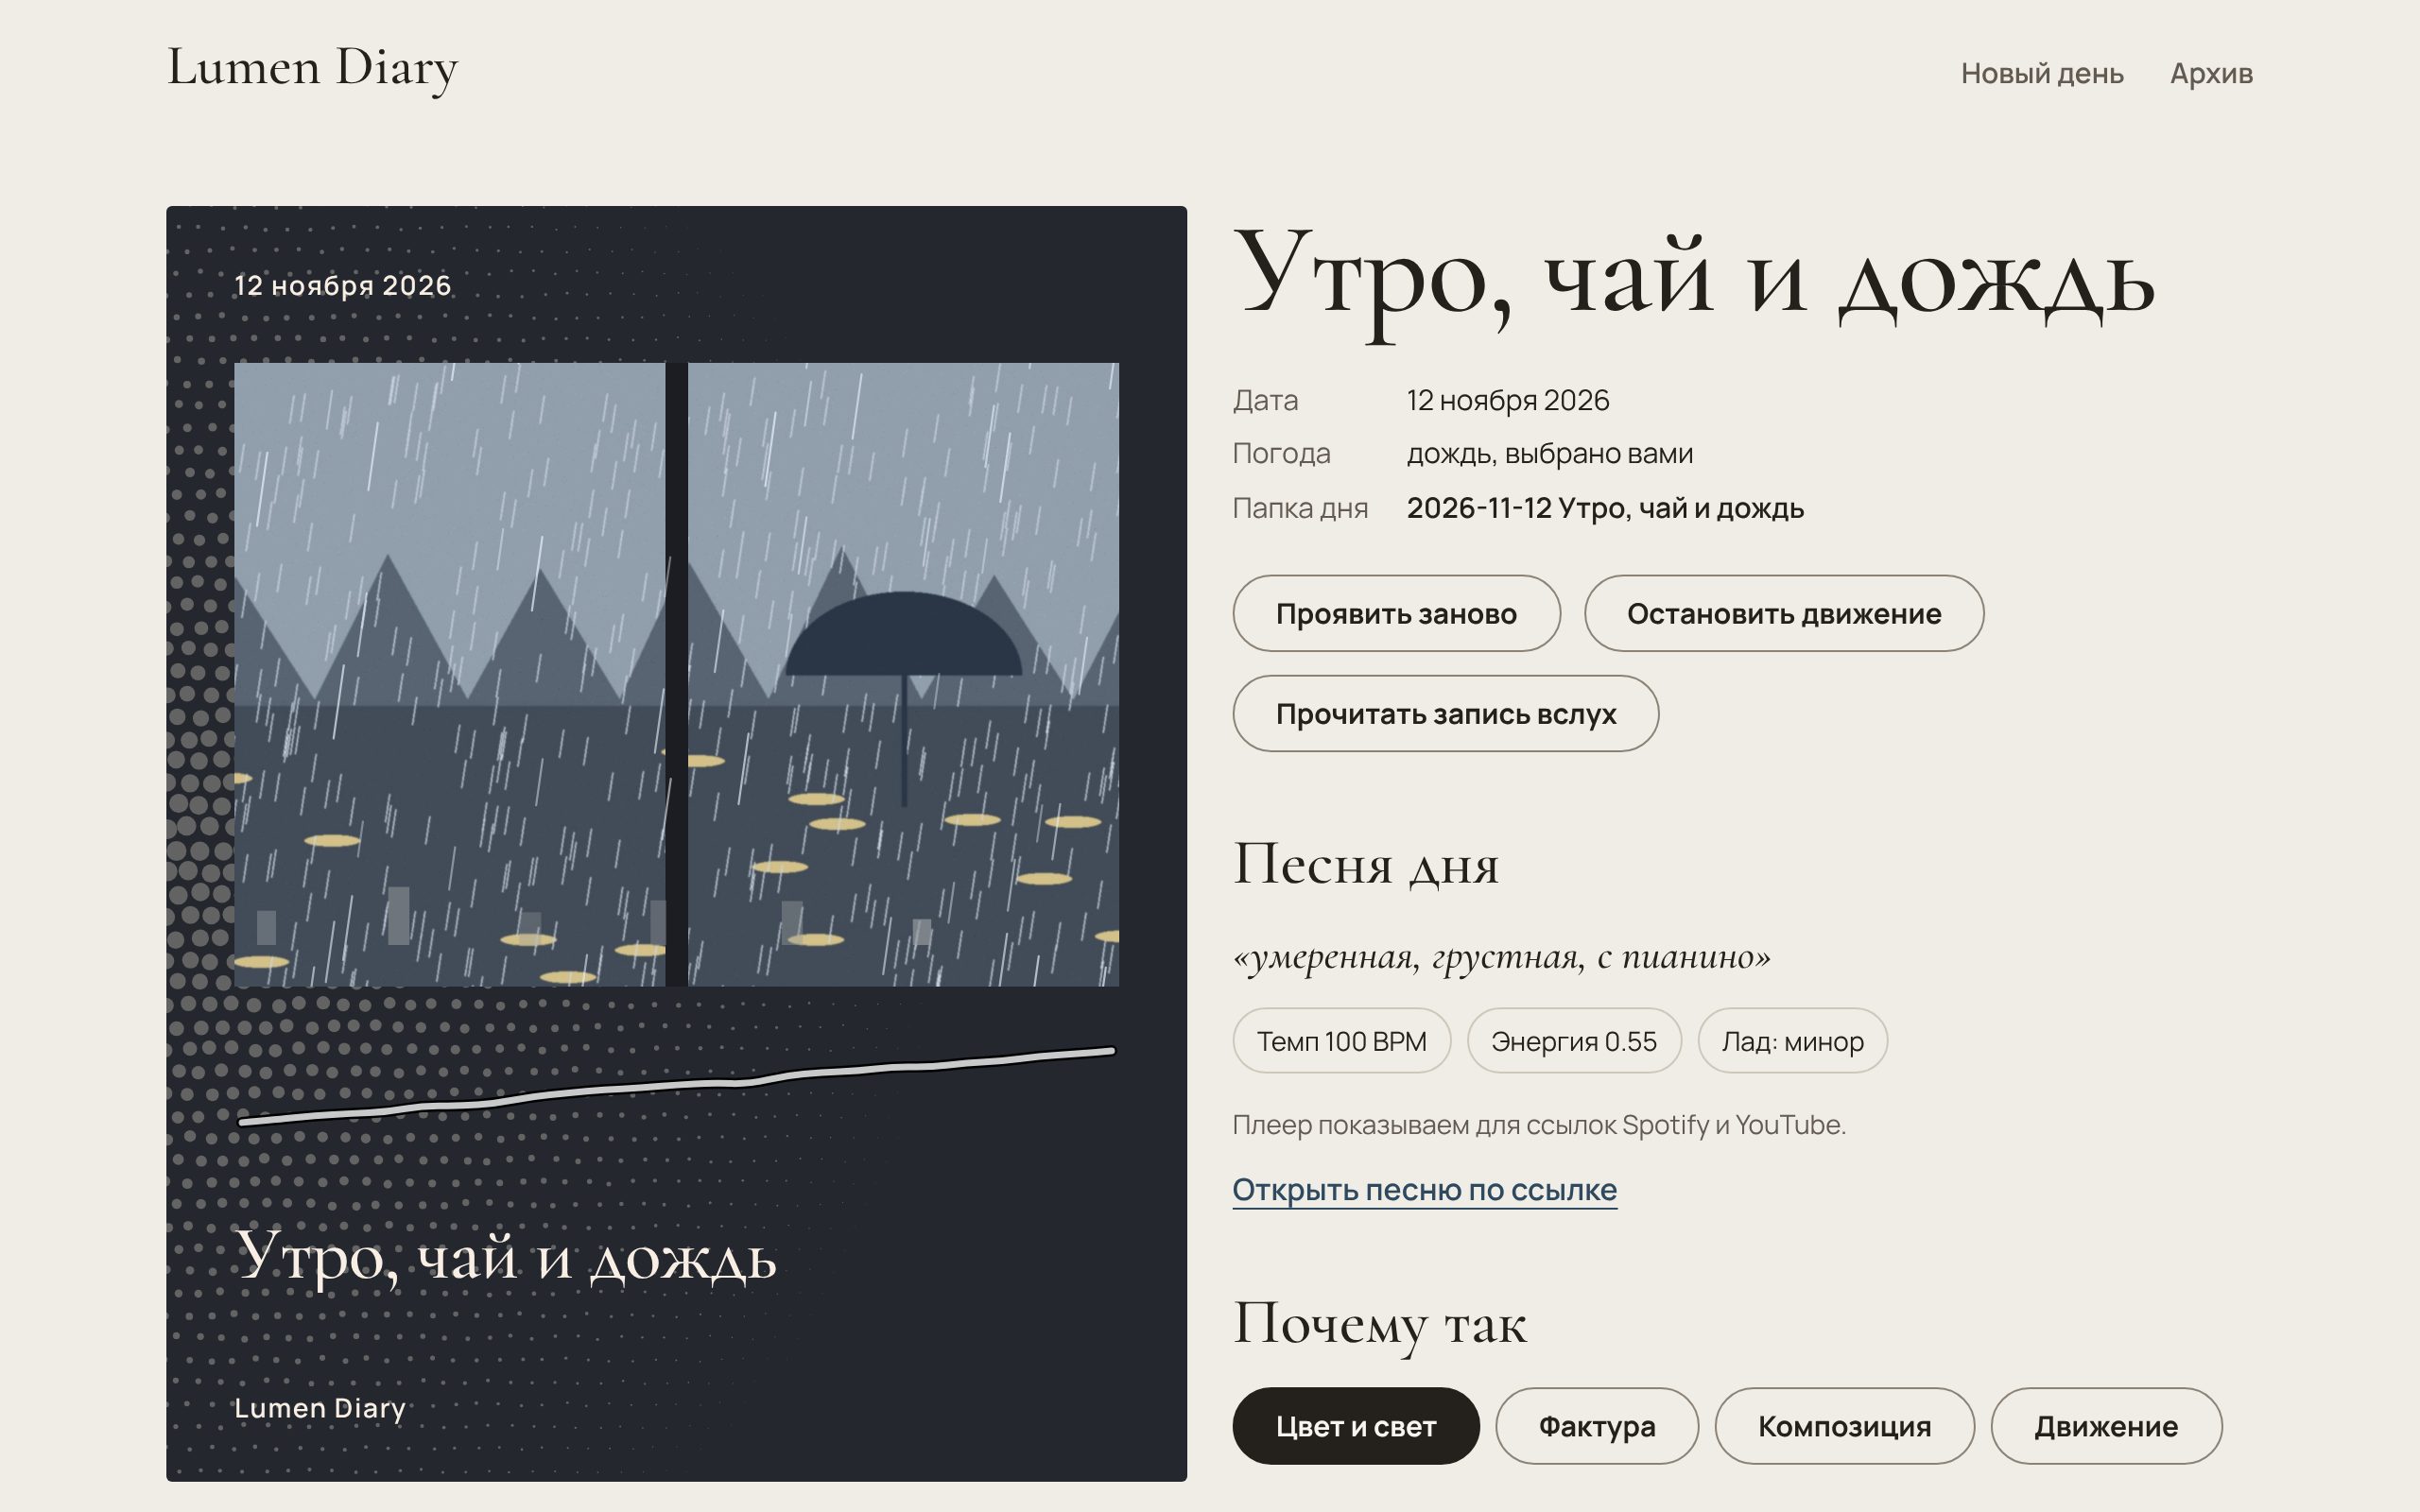 Lumen Diary
Новый день
Архив
12 ноября 2026
Утро, чай и дождь
Lumen Diary
Утро, чай и дождь
Дата 12 ноября 2026
Погода дождь, выбрано вами
Папка дня 2026-11-12 Утро, чай и дождь
Проявить заново
Остановить движение
Прочитать запись вслух
Песня дня
«умеренная, грустная, с пианино»
Темп 100 BPM
Энергия 0.55
Лад: минор
Плеер показываем для ссылок Spotify и YouTube.
Открыть песню по ссылке
Почему так
Цвет и свет
Фактура
Композиция
Движение